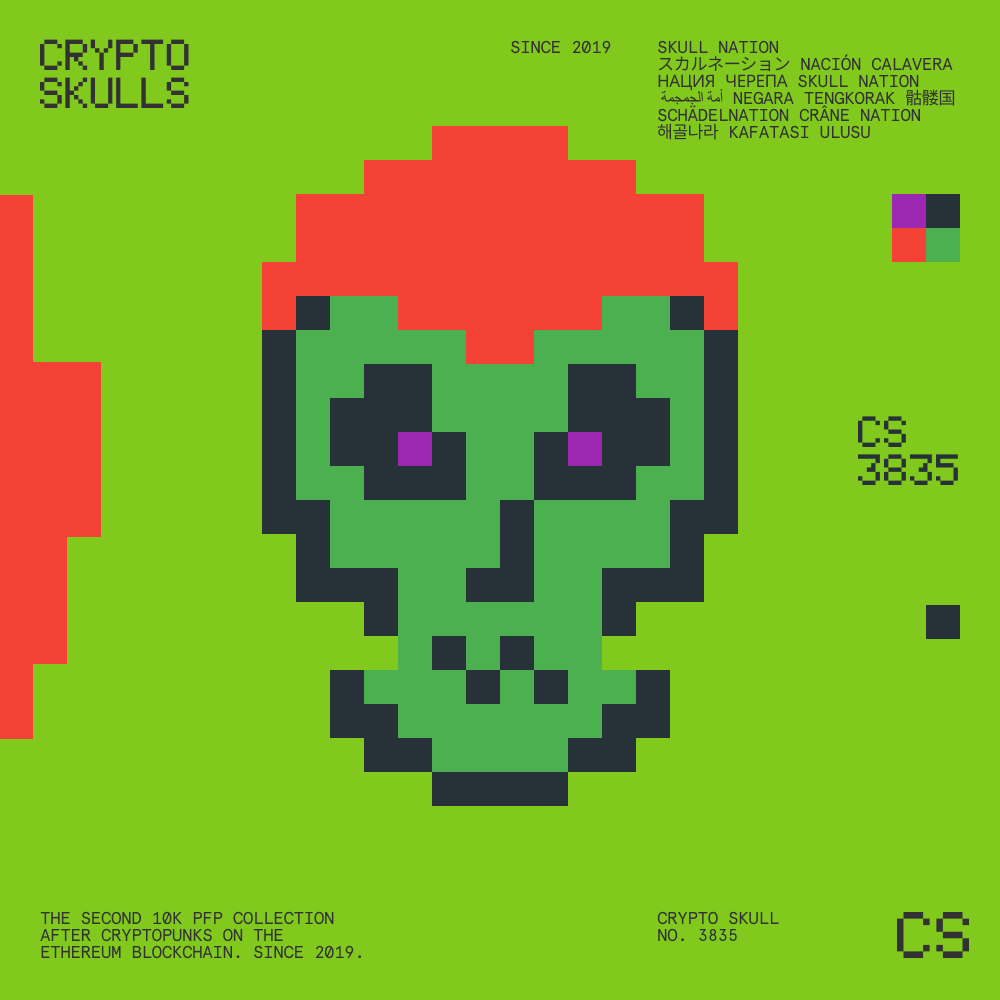 CRYPTO
SKULLS
SINCE 2019
SKULL NATION
スカルネーション NACIÓN CALAVERA
НАЦИЯ ЧЕРЕПА SKULL NATION
أمة الجمجمة NEGARA TENGKORAK 骷髅国
SCHÄDELNATION CRÂNE NATION
해골나라 KAFATASI ULUSU
CS
3835
THE SECOND 10K PFP COLLECTION
AFTER CRYPTOPUNKS ON THE
ETHEREUM BLOCKCHAIN. SINCE 2019.
CRYPTO SKULL
NO. 3835
CS